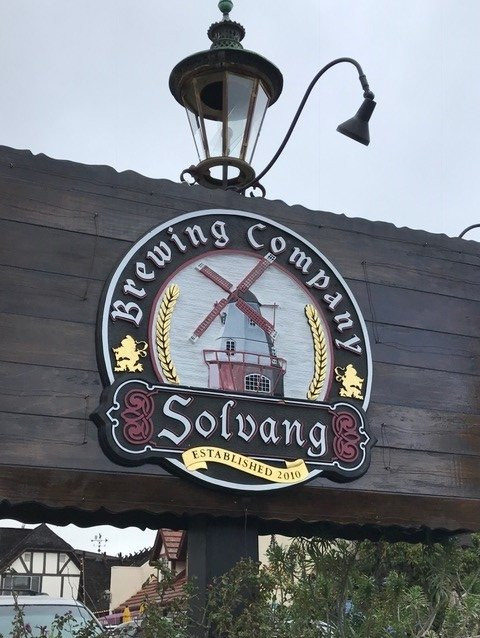 Brewing Company
Solvang
ESTABLISHED 2010